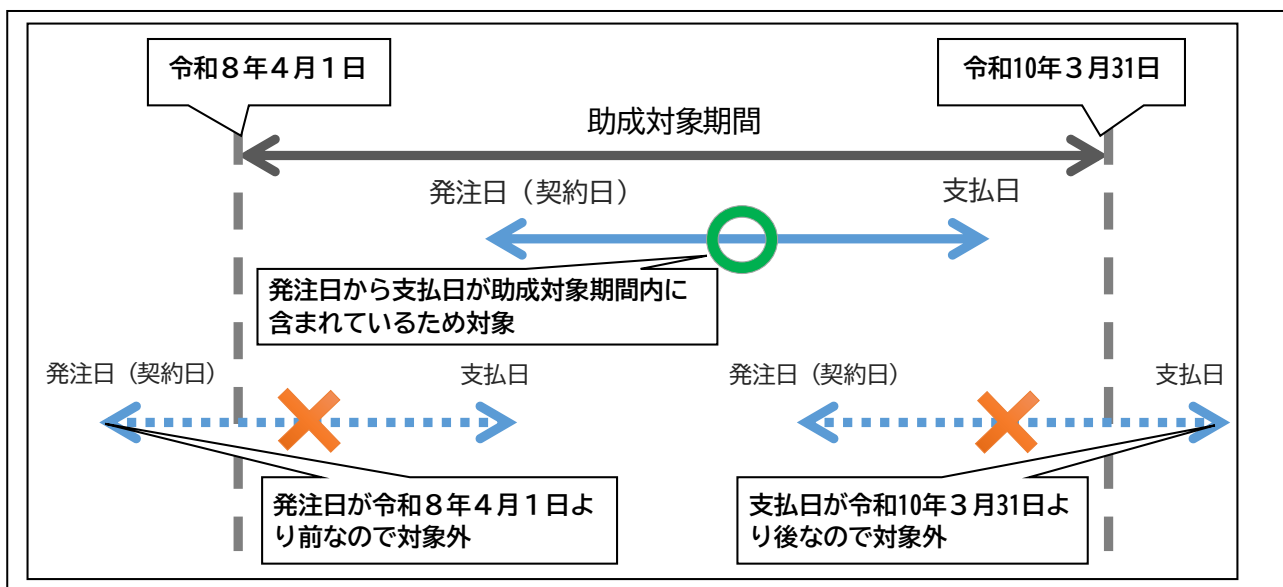 令和８年４月１日
令和10年３月31日
助成対象期間
発注日（契約日）
支払日
発注日から支払日が助成対象期間内に
含まれているため対象
発注日（契約日）
支払日
発注日（契約日）
支払日
発注日が令和８年４月１日よ
り前なので対象外
支払日が令和10年３月31日よ
り後なので対象外